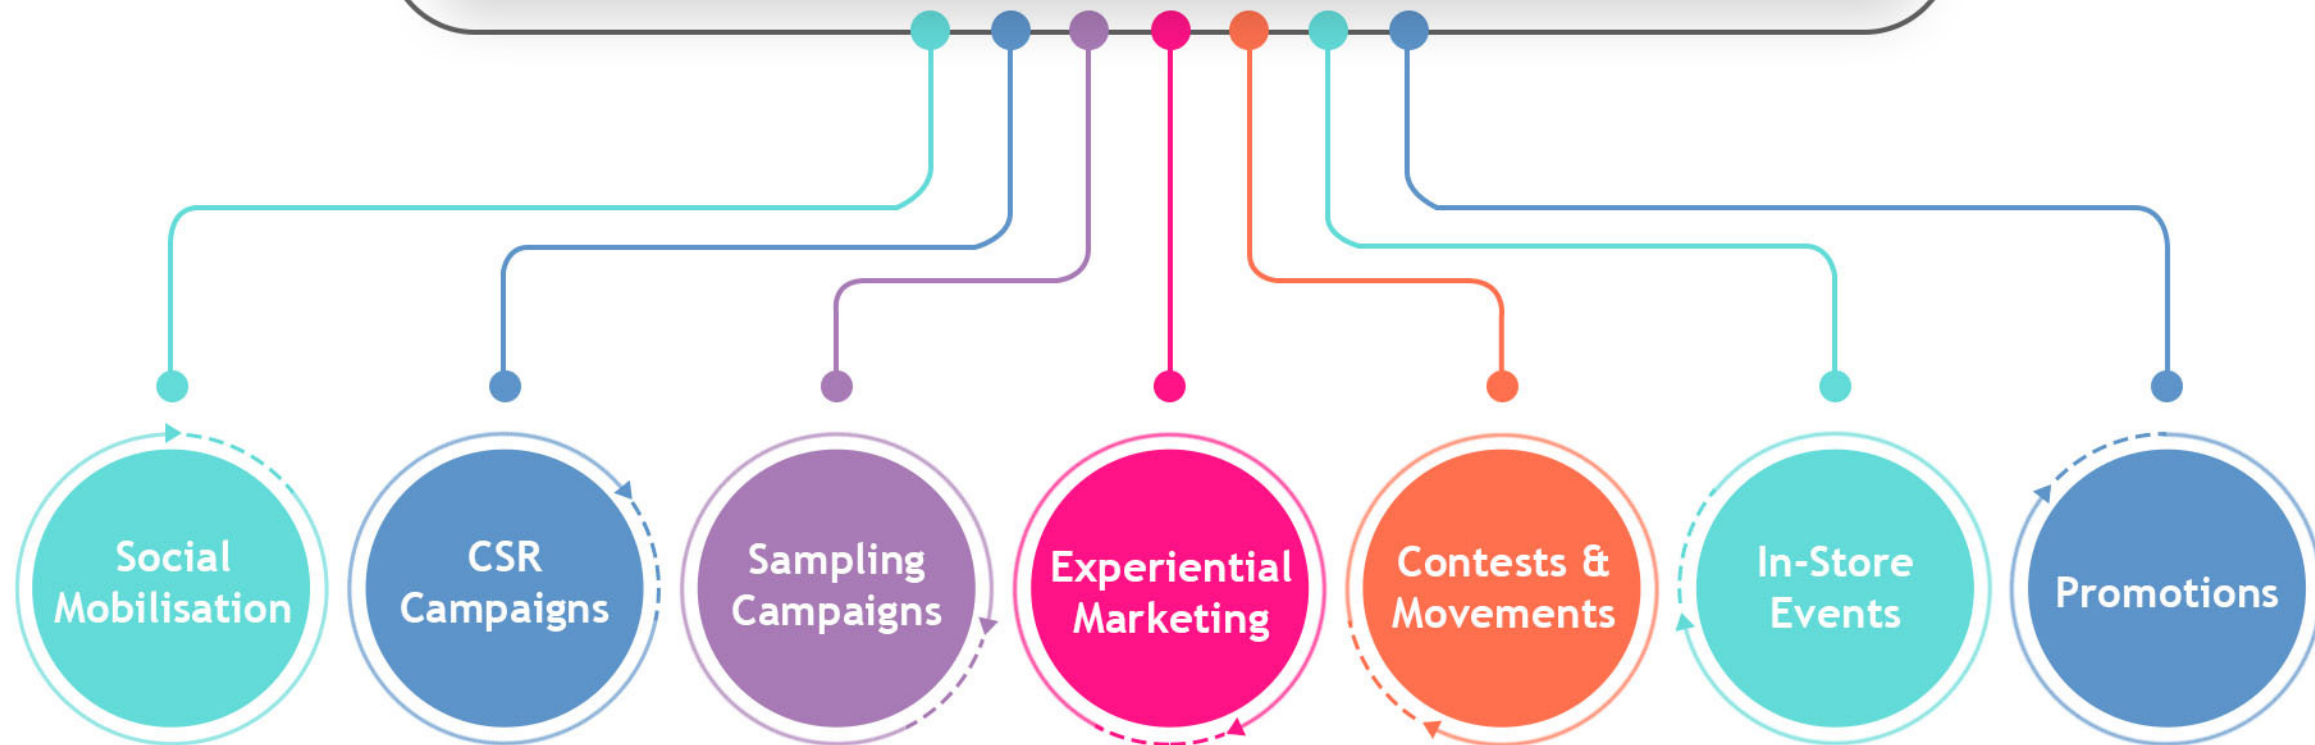 Social
Mobilisation
CSR
Campaigns
Sampling
Campaigns
Experiential
Marketing
Contests &
Movements
In-Store
Events
Promotions